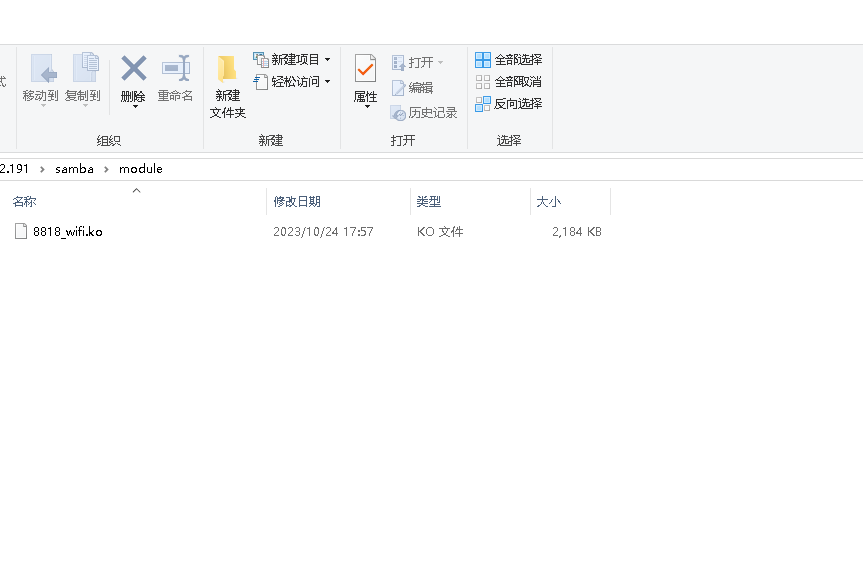 式
移动到 复制到 删除 重命名
新建
文件夹
新建项目
轻松访问
属性
打开
编辑
历史记录
全部选择
全部取消
反向选择
组织 新建 打开 选择
2.191 › samba › module
名称 修改日期 类型 大小
8818_wifi.ko 2023/10/24 17:57 KO 文件 2,184 KB